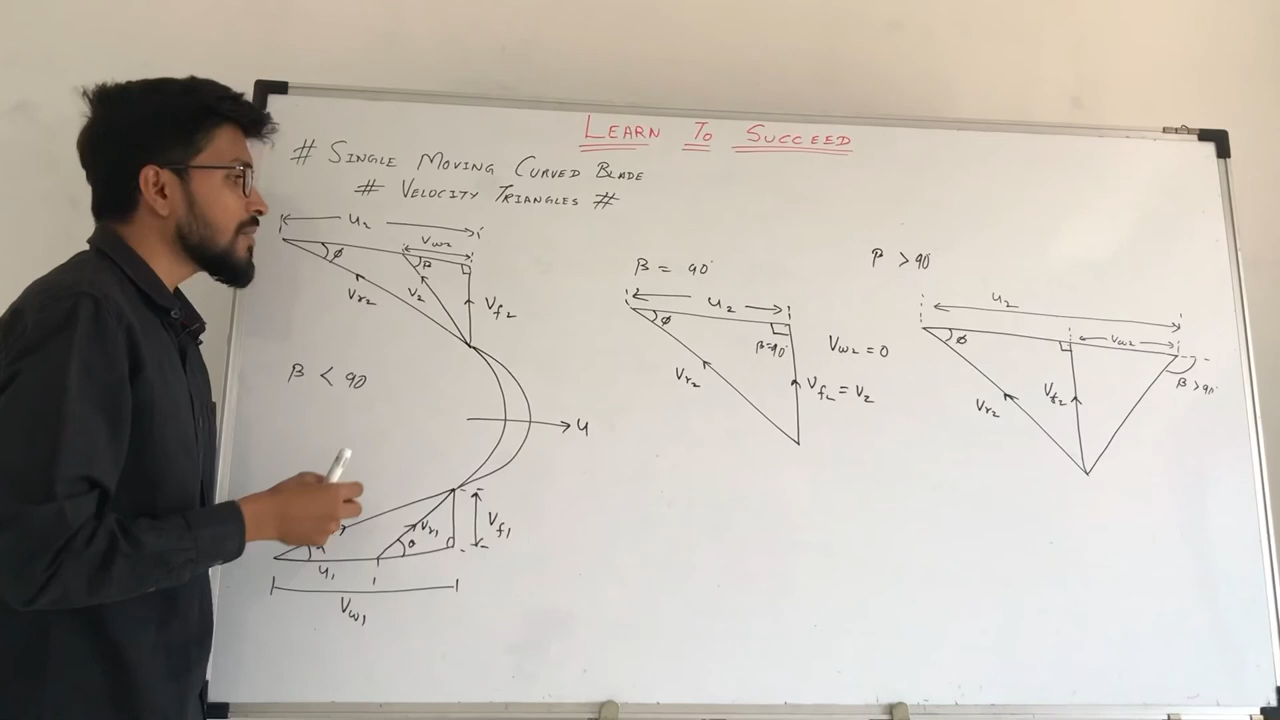 LEARN TO SUCCEED
# SINGLE MOVING CURVED BLADE
# VELOCITY TRIANGLES #
u₂
Vw₂
φ
β
Vr₂
V₂
Vf₂
β < 90
u
Vr₁
θ
Vf₁
u₁
Vw₁
β = 90°
u₂
φ
β=90°
Vw₂ = 0
Vr₂
Vf₂ = V₂
β > 90°
u₂
φ
Vw₂
β > 90°
Vr₂
Vf₂